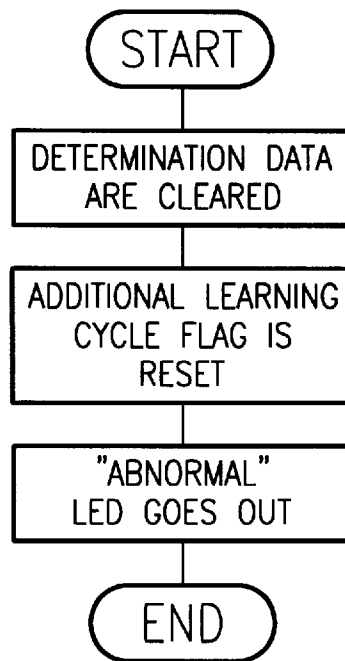 START
DETERMINATION DATA
ARE CLEARED
ADDITIONAL LEARNING
CYCLE FLAG IS
RESET
"ABNORMAL"
LED GOES OUT
END